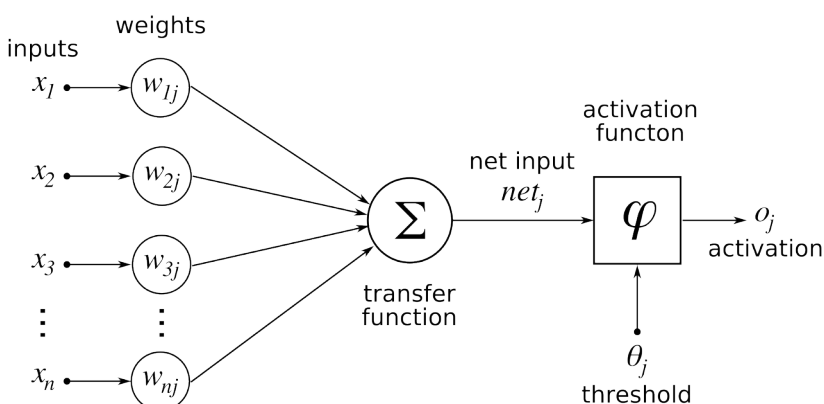 weights
inputs
x1 w1j
x2 w2j
x3 w3j
⋮ ⋮
xn wnj
Σ
transfer
function
net input
netj
activation
functon
φ
oj
activation
θj
threshold